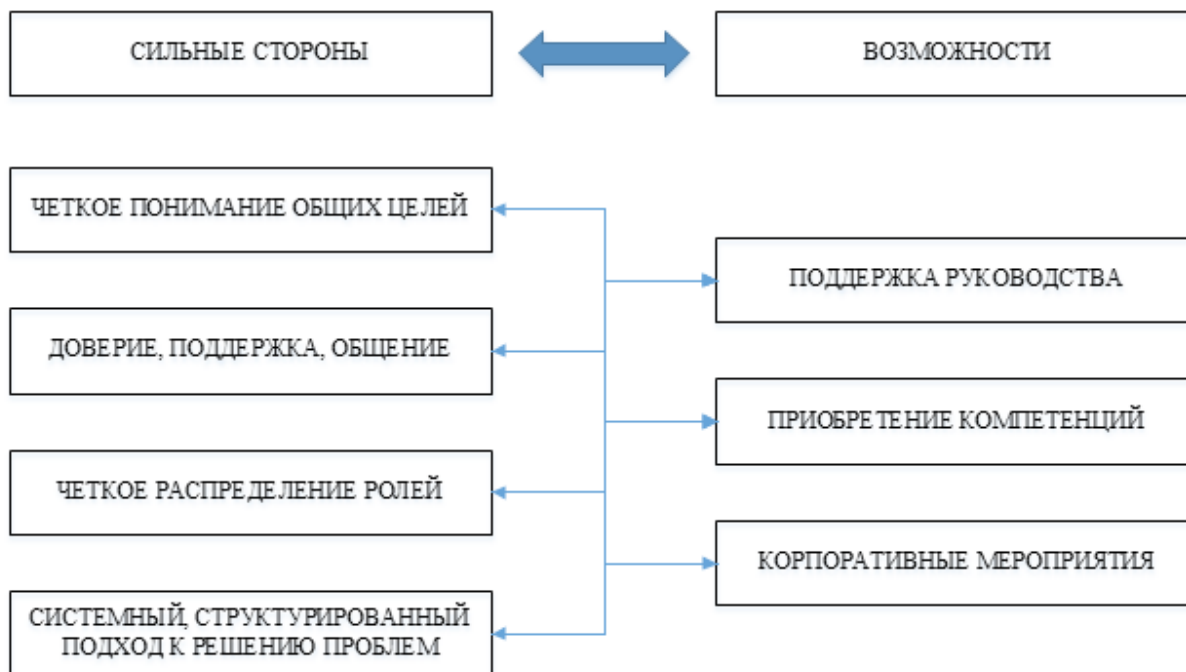 СИЛЬНЫЕ СТОРОНЫ
ВОЗМОЖНОСТИ
ЧЕТКОЕ ПОНИМАНИЕ ОБЩИХ ЦЕЛЕЙ
ПОДДЕРЖКА РУКОВОДСТВА
ДОВЕРИЕ, ПОДДЕРЖКА, ОБЩЕНИЕ
ПРИОБРЕТЕНИЕ КОМПЕТЕНЦИЙ
ЧЕТКОЕ РАСПРЕДЕЛЕНИЕ РОЛЕЙ
КОРПОРАТИВНЫЕ МЕРОПРИЯТИЯ
СИСТЕМНЫЙ, СТРУКТУРИРОВАННЫЙ
ПОДХОД К РЕШЕНИЮ ПРОБЛЕМ